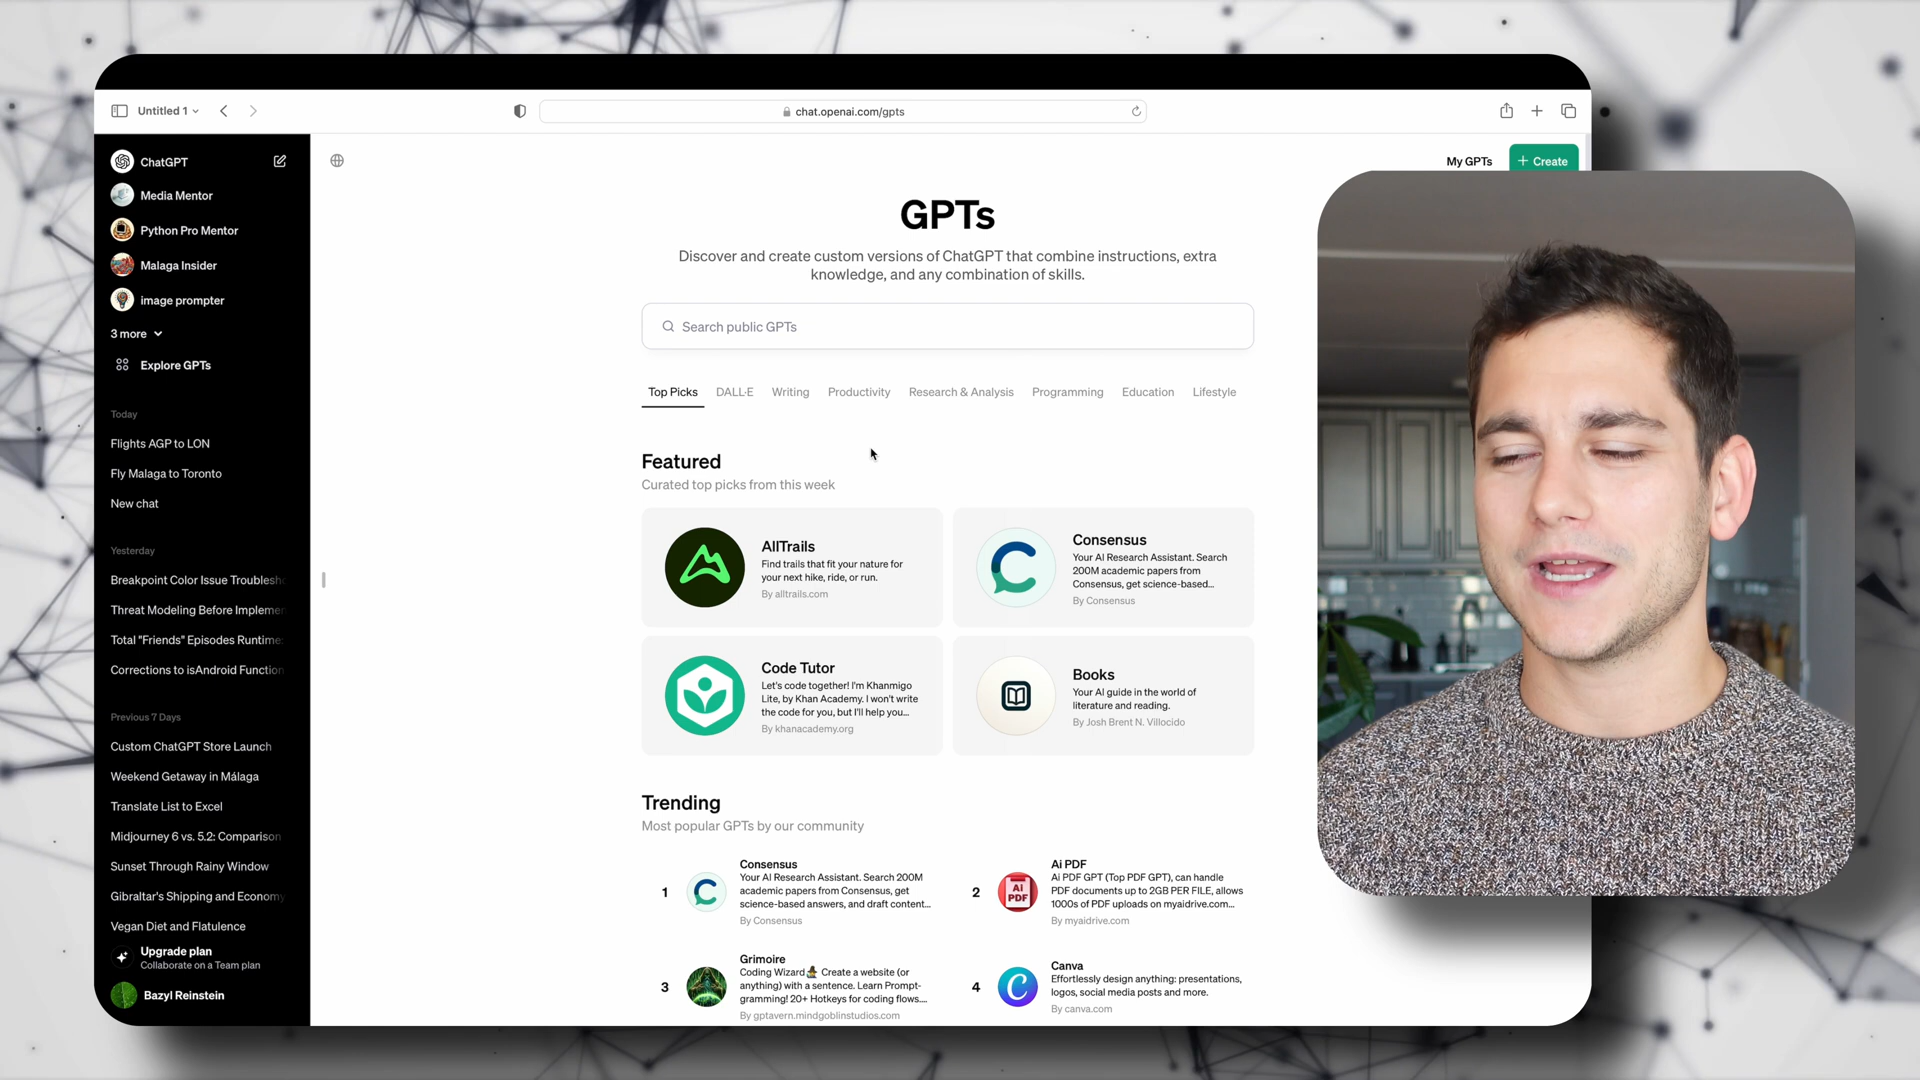 Untitled 1
chat.openai.com/gpts
ChatGPT
Media Mentor
Python Pro Mentor
Malaga Insider
image prompter
3 more
Explore GPTs
Today
Flights AGP to LON
Fly Malaga to Toronto
New chat
Yesterday
Breakpoint Color Issue Troublesh
Threat Modeling Before Implemen
Total "Friends" Episodes Runtime:
Corrections to isAndroid Function
Previous 7 Days
Custom ChatGPT Store Launch
Weekend Getaway in Málaga
Translate List to Excel
Midjourney 6 vs. 5.2: Comparison
Sunset Through Rainy Window
Gibraltar's Shipping and Economy
Vegan Diet and Flatulence
Upgrade plan
Collaborate on a Team plan
Bazyl Reinstein
My GPTs
+ Create
GPTs
Discover and create custom versions of ChatGPT that combine instructions, extra
knowledge, and any combination of skills.
Search public GPTs
Top Picks DALL·E Writing Productivity Research & Analysis Programming Education Lifestyle
Featured
Curated top picks from this week
AllTrails
Find trails that fit your nature for
your next hike, ride, or run.
By alltrails.com
Consensus
Your AI Research Assistant. Search
200M academic papers from
Consensus, get science-based...
By Consensus
Code Tutor
Let's code together! I'm Khanmigo
Lite, by Khan Academy. I won't write
the code for you, but I'll help you...
By khanacademy.org
Books
Your AI guide in the world of
literature and reading.
By Josh Brent N. Villocido
Trending
Most popular GPTs by our community
1
Consensus
Your AI Research Assistant. Search 200M
academic papers from Consensus, get
science-based answers, and draft content...
By Consensus
2
AI
PDF
Ai PDF
Ai PDF GPT (Top PDF GPT), can handle
PDF documents up to 2GB PER FILE, allows
1000s of PDF uploads on myaidrive.com...
By myaidrive.com
3
Grimoire
Coding Wizard🧙‍♂️ Create a website (or
anything) with a sentence. Learn Prompt-
gramming! 20+ Hotkeys for coding flows....
By gptavern.mindgoblinstudios.com
4
Canva
Effortlessly design anything: presentations,
logos, social media posts and more.
By canva.com